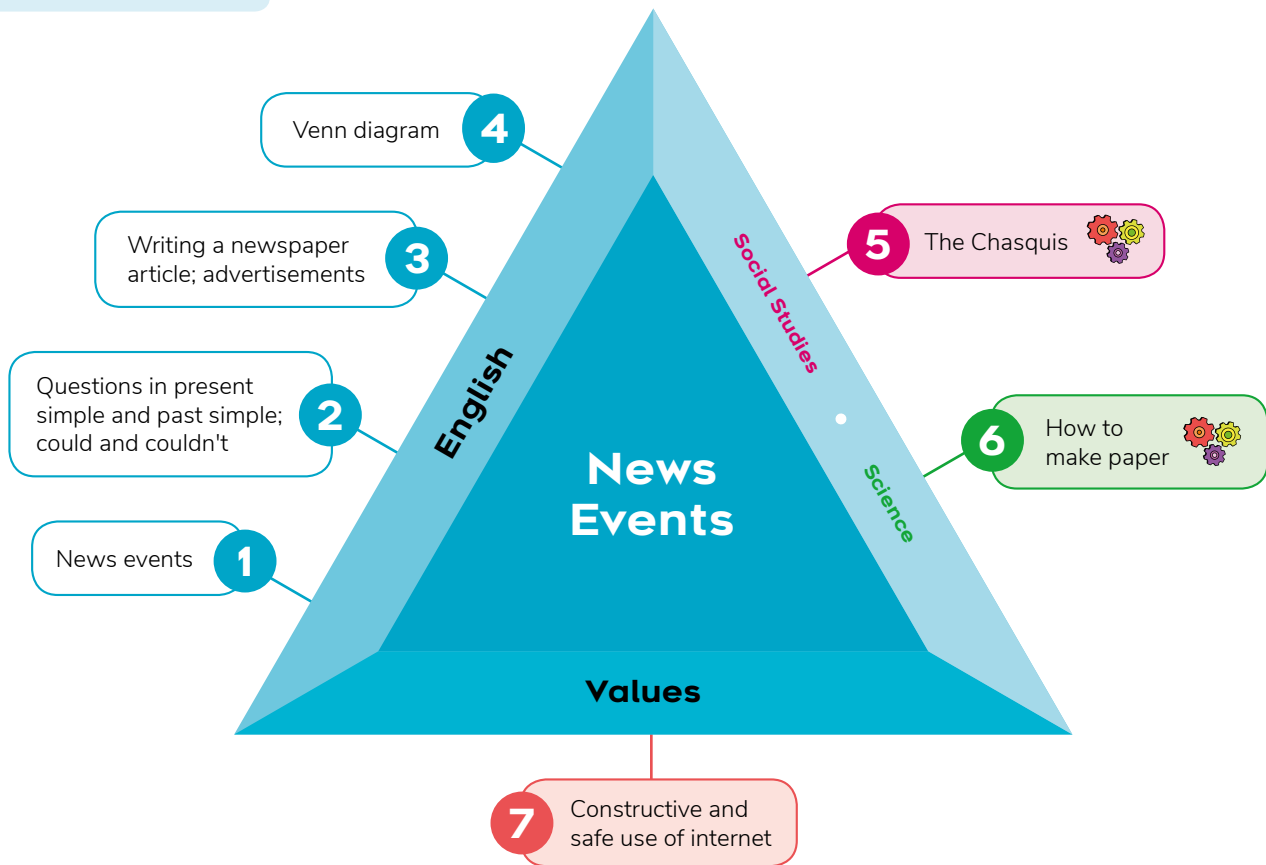 4
Venn diagram
3
Writing a newspaper
article; advertisements
2
Questions in present
simple and past simple;
could and couldn't
1
News events
English
News
Events
Social Studies
Science
5
The Chasquis
6
How to
make paper
Values
7
Constructive and
safe use of internet